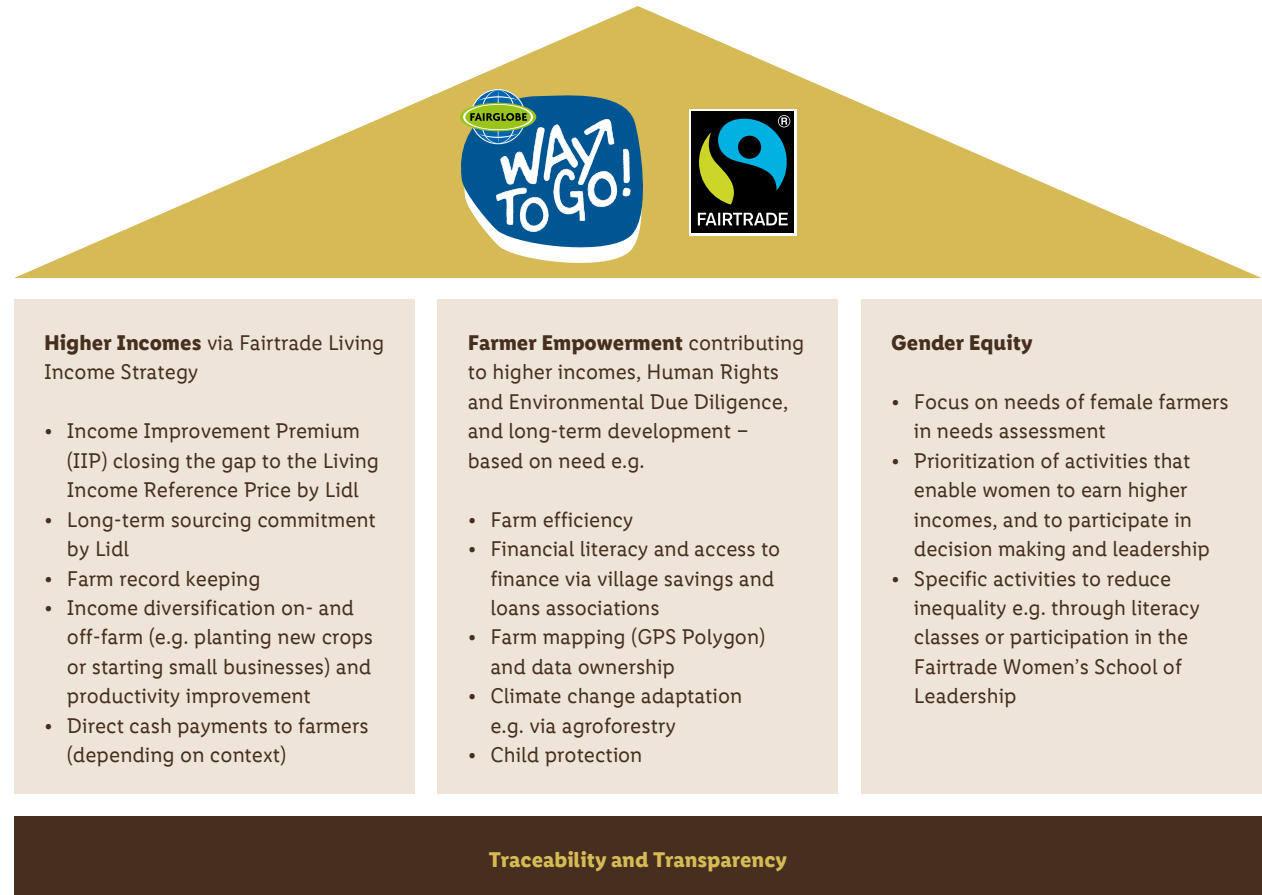 FAIRGLOBE
WAY
TO GO!
®
FAIRTRADE
Higher Incomes via Fairtrade Living
Income Strategy
• Income Improvement Premium
(IIP) closing the gap to the Living
Income Reference Price by Lidl
• Long-term sourcing commitment
by Lidl
• Farm record keeping
• Income diversification on- and
off-farm (e.g. planting new crops
or starting small businesses) and
productivity improvement
• Direct cash payments to farmers
(depending on context)
Farmer Empowerment contributing
to higher incomes, Human Rights
and Environmental Due Diligence,
and long-term development –
based on need e.g.
• Farm efficiency
• Financial literacy and access to
finance via village savings and
loans associations
• Farm mapping (GPS Polygon)
and data ownership
• Climate change adaptation
e.g. via agroforestry
• Child protection
Gender Equity
• Focus on needs of female farmers
in needs assessment
• Prioritization of activities that
enable women to earn higher
incomes, and to participate in
decision making and leadership
• Specific activities to reduce
inequality e.g. through literacy
classes or participation in the
Fairtrade Women’s School of
Leadership
Traceability and Transparency